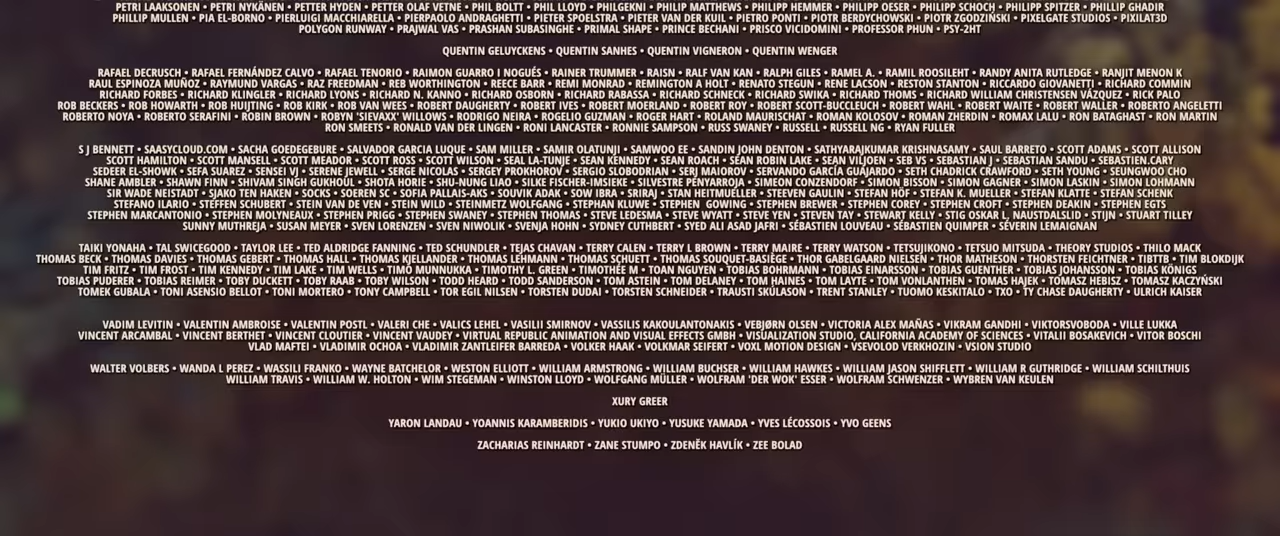 PETRI LAAKSONEN • PETRI NYKÄNEN • PETTER HYDEN • PETTER OLAF VETNE • PHIL BOLTT • PHIL LLOYD • PHILGEKNI • PHILIP MATTHEWS • PHILIPP HEMMER • PHILIPP OESER • PHILIPP SCHOCH • PHILIPP SPITZER • PHILLIP GHADIR
PHILLIP MULLEN • PIA EL-BORNO • PIERLUIGI MACCHIARELLA • PIERPAOLO ANDRAGHETTI • PIETER SPOELSTRA • PIETER VAN DER KUIL • PIETRO PONTI • PIOTR BERDYCHOWSKI • PIOTR ZGODZIŃSKI • PIXELGATE STUDIOS • PIXILAT3D
POLYGON RUNWAY • PRAJWAL VAS • PRASHAN SUBASINGHE • PRIMAL SHAPE • PRINCE BECHANI • PRISCO VICIDOMINI • PROFESSOR PHUN • PSY-2HT
QUENTIN GELUYCKENS • QUENTIN SANHES • QUENTIN VIGNERON • QUENTIN WENGER
RAFAEL DECRUSCH • RAFAEL FERNÁNDEZ CALVO • RAFAEL TENORIO • RAIMON GUARRO I NOGUÉS • RAINER TRUMMER • RAISN • RALF VAN KAN • RALPH GILES • RAMEL A. • RAMIL ROOSILEHT • RANDY ANITA RUTLEDGE • RANJIT MENON K
RAUL ESPINOZA MUÑOZ • RAYMUND VARGAS • RAZ FREEDMAN • REB WORTHINGTON • REECE BARR • REMI MONRAD • REMINGTON A HOLT • RENATO STEGUN • RENE LACSON • RESTON STANTON • RICCARDO GIOVANETTI • RICHARD COMMIN
RICHARD FORBES • RICHARD KLINGLER • RICHARD LYONS • RICHARD N. KANNO • RICHARD OSBORN • RICHARD RABASSA • RICHARD SCHNECK • RICHARD SWIKA • RICHARD THOMS • RICHARD WILLIAM CHRISTENSEN VÁZQUEZ • RICK PALO
ROB BECKERS • ROB HOWARTH • ROB HUIJTING • ROB KIRK • ROB VAN WEES • ROBERT DAUGHERTY • ROBERT IVES • ROBERT MOERLAND • ROBERT ROY • ROBERT SCOTT-BUCCLEUCH • ROBERT WAHL • ROBERT WAITE • ROBERT WALLER • ROBERTO ANGELETTI
ROBERTO NOYA • ROBERTO SERAFINI • ROBIN BROWN • ROBYN 'SIEVAXX' WILLOWS • RODRIGO NEIRA • ROGELIO GUZMAN • ROGER HART • ROLAND MAURISCHAT • ROMAN KOLOSOV • ROMAN ZHERDIN • ROMAX LALU • RON BATAGHAST • RON MARTIN
RON SMEETS • RONALD VAN DER LINGEN • RONI LANCASTER • RONNIE SAMPSON • RUSS SWANEY • RUSSELL • RUSSELL NG • RYAN FULLER
S J BENNETT • SAASYCLOUD.COM • SACHA GOEDEGEBURE • SALVADOR GARCIA LUQUE • SAM MILLER • SAMIR OLATUNJI • SAMWOO EE • SANDIN JOHN DENTON • SATHYARAJKUMAR KRISHNASAMY • SAUL BARRETO • SCOTT ADAMS • SCOTT ALLISON
SCOTT HAMILTON • SCOTT MANSELL • SCOTT MEADOR • SCOTT ROSS • SCOTT WILSON • SEAL LA-TUNJE • SEAN KENNEDY • SEAN ROACH • SEAN ROBIN LAKE • SEAN VILJOEN • SEB VS • SEBASTIAN J • SEBASTIAN SANDU • SEBASTIEN.CARY
SEDEER EL-SHOWK • SEFA SUAREZ • SENSEI VJ • SERENE JEWELL • SERGE NICOLAS • SERGEY PROKHOROV • SERGIO SLOBODRIAN • SERJ MAIOROV • SERVANDO GARCÍA GUAJARDO • SETH CHADRICK CRAWFORD • SETH YOUNG • SEUNGWOO CHO
SHANE AMBLER • SHAWN FINN • SHIVAM SINGH GUKHOOL • SHOTA HORIE • SHU-NUNG LIAO • SILKE FISCHER-IMSIEKE • SILVESTRE PENYARROJA • SIMEON CONZENDORF • SIMON BISSON • SIMON GAGNER • SIMON LASKIN • SIMON LOHMANN
SIR WADE NEISTADT • SJAKO TEN HAKEN • SOCKS • SOEREN SC • SOFIA PALLAIS-AKS • SOUVIK ADAK • SOW IBRA • SRIRAJ • STAN HEITMUELLER • STEEVEN GAULIN • STEFAN HÖF • STEFAN K. MUELLER • STEFAN KLATTE • STEFAN SCHENK
STEFANO ILARIO • STEFFEN SCHUBERT • STEIN VAN DE VEN • STEIN WILD • STEINMETZ WOLFGANG • STEPHAN KLUWE • STEPHEN GOWING • STEPHEN BREWER • STEPHEN COREY • STEPHEN CROFT • STEPHEN DEAKIN • STEPHEN EGTS
STEPHEN MARCANTONIO • STEPHEN MOLYNEAUX • STEPHEN PRIGG • STEPHEN SWANEY • STEPHEN THOMAS • STEVE LEDESMA • STEVE WYATT • STEVE YEN • STEVEN TAY • STEWART KELLY • STIG OSKAR L. NAUSTDALSLID • STIJN • STUART TILLEY
SUNNY MUTHREJA • SUSAN MEYER • SVEN LORENZEN • SVEN NIWOLIK • SVENJA HOHN • SYDNEY CUTHBERT • SYED ALI ASAD JAFRI • SÉBASTIEN LOUVEAU • SÉBASTIEN QUIMPER • SÉVERIN LEMAIGNAN
TAIKI YONAHA • TAL SWICEGOOD • TAYLOR LEE • TED ALDRIDGE FANNING • TED SCHUNDLER • TEJAS CHAVAN • TERRY CALEN • TERRY L BROWN • TERRY MAIRE • TERRY WATSON • TETSUJIKONO • TETSUO MITSUDA • THEORY STUDIOS • THILO MACK
THOMAS BECK • THOMAS DAVIES • THOMAS GEBERT • THOMAS HALL • THOMAS KJELLANDER • THOMAS LEHMANN • THOMAS SCHUETT • THOMAS SOUQUET-BASIÈGE • THOR GABELGAARD NIELSEN • THOR MATHESON • THORSTEN FEICHTNER • TIBTTB • TIM BLOKDIJK
TIM FRITZ • TIM FROST • TIM KENNEDY • TIM LAKE • TIM WELLS • TIMO MUNNUKKA • TIMOTHY L. GREEN • TIMOTHÉE M • TOAN NGUYEN • TOBIAS BOHRMANN • TOBIAS EINARSSON • TOBIAS GUENTHER • TOBIAS JOHANSSON • TOBIAS KÖNIGS
TOBIAS PUDERER • TOBIAS REIMER • TOBY DUCKETT • TOBY RAAB • TOBY WILSON • TODD HEARD • TODD SANDERSON • TOM ASTEIN • TOM DELANEY • TOM HAINES • TOM LAYTE • TOM VONLANTHEN • TOMAS HAJEK • TOMASZ HEBISZ • TOMASZ KACZYŃSKI
TOMEK GUBALA • TONI ASENSIO BELLOT • TONI MORTERO • TONY CAMPBELL • TOR EGIL NILSEN • TORSTEN DUDAI • TORSTEN SCHNEIDER • TRAUSTI SKÚLASON • TRENT STANLEY • TUOMO KESKITALO • TXO • TY CHASE DAUGHERTY • ULRICH KAISER
VADIM LEVITIN • VALENTIN AMBROISE • VALENTIN POSTL • VALERI CHE • VALICS LEHEL • VASILII SMIRNOV • VASSILIS KAKOULANTONAKIS • VEBJØRN OLSEN • VICTORIA ALEX MAÑAS • VIKRAM GANDHI • VIKTORSVOBODA • VILLE LUKKA
VINCENT ARCAMBAL • VINCENT BERTHET • VINCENT CLOUTIER • VINCENT VAUDEY • VIRTUAL REPUBLIC ANIMATION AND VISUAL EFFECTS GMBH • VISUALIZATION STUDIO, CALIFORNIA ACADEMY OF SCIENCES • VITALII BOSAKEVICH • VITOR BOSCHI
VLAD MAFTEI • VLADIMIR OCHOA • VLADIMIR ZANTLEIFER BARREDA • VOLKER HAAK • VOLKMAR SEIFERT • VOXL MOTION DESIGN • VSEVOLOD VERKHOZIN • VSION STUDIO
WALTER VOLBERS • WANDA L PEREZ • WASSILI FRANKO • WAYNE BATCHELOR • WESTON ELLIOTT • WILLIAM ARMSTRONG • WILLIAM BUCHSER • WILLIAM HAWKES • WILLIAM JASON SHIFFLETT • WILLIAM R GUTHRIDGE • WILLIAM SCHILTHUIS
WILLIAM TRAVIS • WILLIAM W. HOLTON • WIM STEGEMAN • WINSTON LLOYD • WOLFGANG MÜLLER • WOLFRAM 'DER WOK' ESSER • WOLFRAM SCHWENZER • WYBREN VAN KEULEN
XURY GREER
YARON LANDAU • YOANNIS KARAMBERIDIS • YUKIO UKIYO • YUSUKE YAMADA • YVES LÉCOSSOIS • YVO GEENS
ZACHARIAS REINHARDT • ZANE STUMPO • ZDENĚK HAVLÍK • ZEE BOLAD